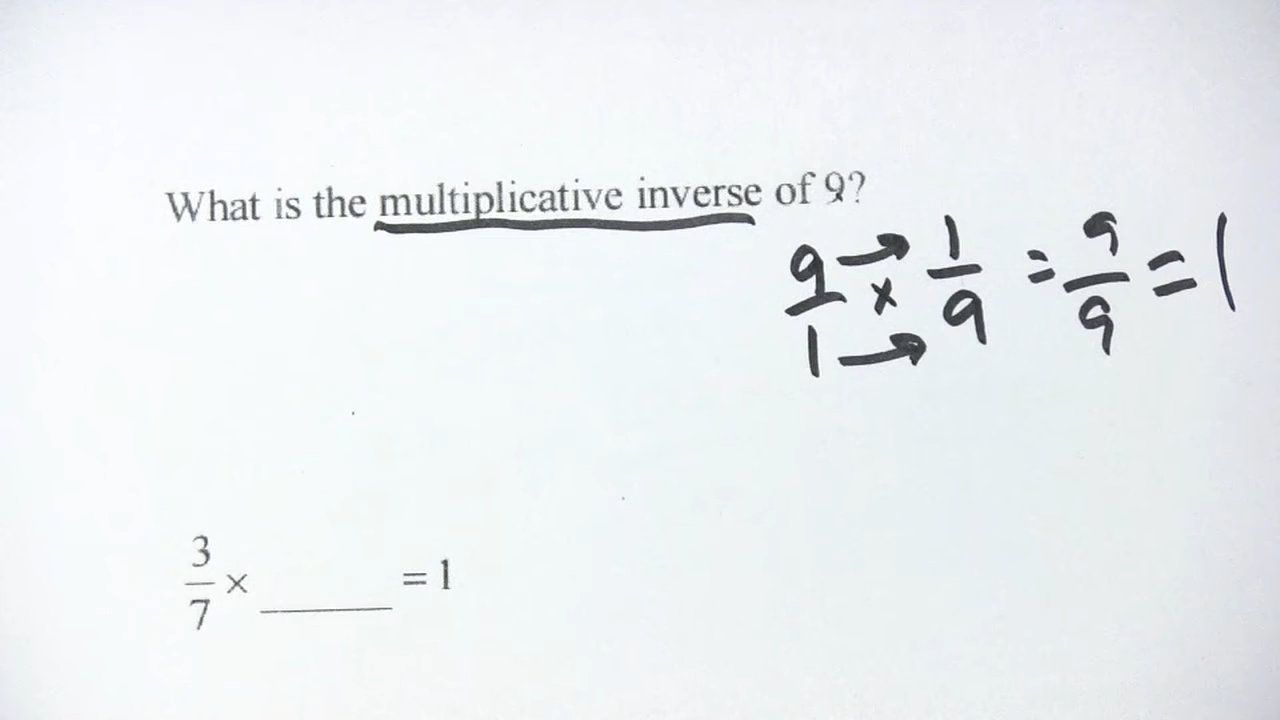 What is the multiplicative inverse of 9?
9/1 × 1/9 = 9/9 = 1
3/7 × ______ = 1